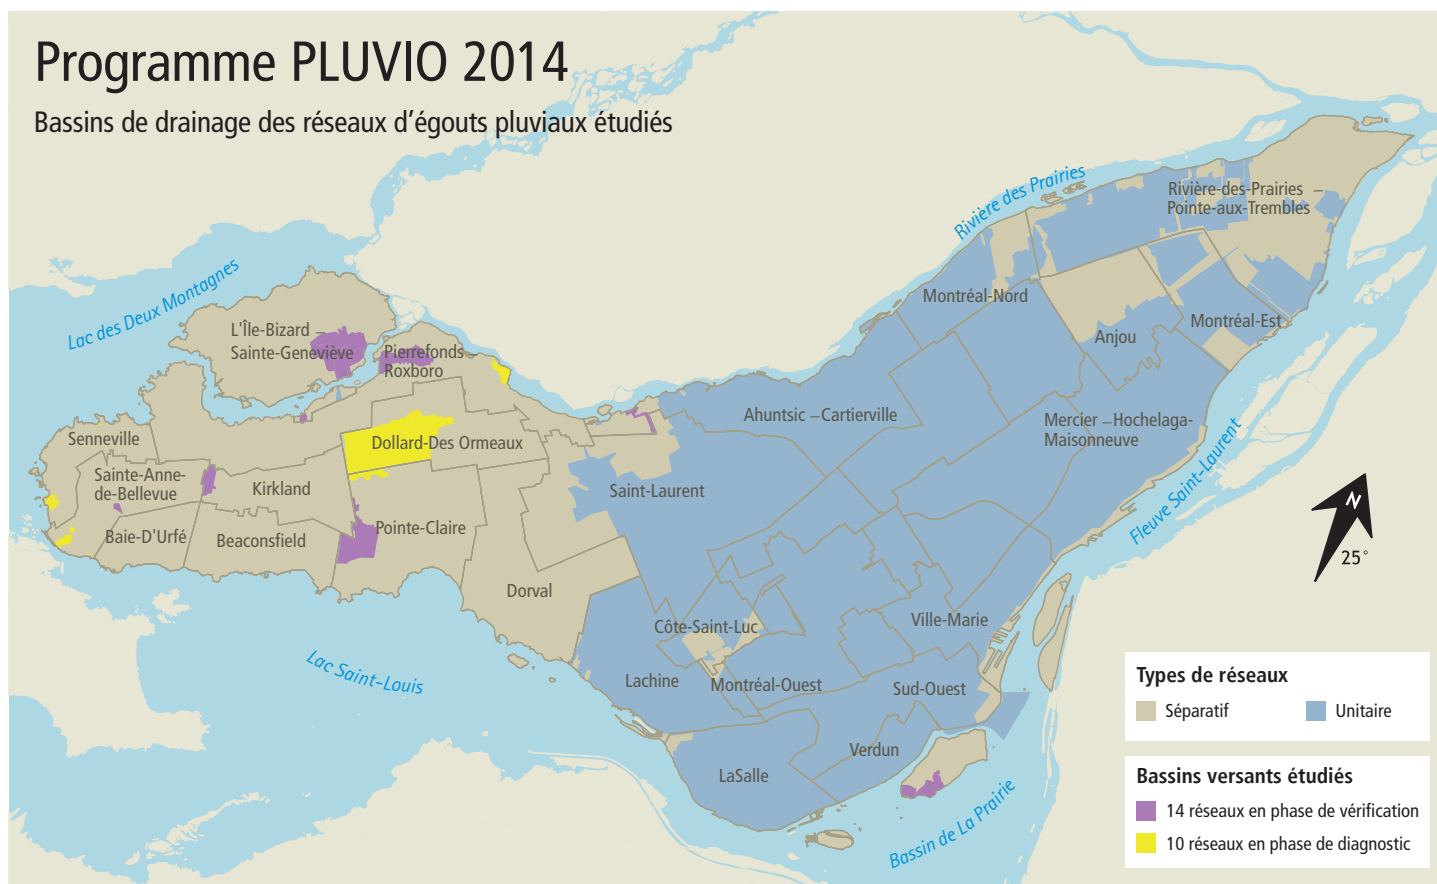 Programme PLUVIO 2014
Bassins de drainage des réseaux d'égouts pluviaux étudiés
Rivière des Prairies
Rivière-des-Prairies –
Pointe-aux-Trembles
Lac des Deux Montagnes
Montréal-Nord
Montréal-Est
Anjou
L'Île-Bizard –
Sainte-Geneviève
Pierrefonds –
Roxboro
Ahuntsic –Cartierville
Mercier –Hochelaga-
Maisonneuve
Senneville
Dollard-Des Ormeaux
Sainte-Anne-
de-Bellevue
Kirkland
Saint-Laurent
Fleuve Saint-Laurent
N
25°
Baie-D'Urfé
Beaconsfield
Pointe-Claire
Dorval
Côte-Saint-Luc
Ville-Marie
Lac Saint-Louis
Lachine
Montréal-Ouest
Sud-Ouest
Verdun
LaSalle
Bassin de La Prairie
Types de réseaux
Séparatif
Unitaire
Bassins versants étudiés
14 réseaux en phase de vérification
10 réseaux en phase de diagnostic